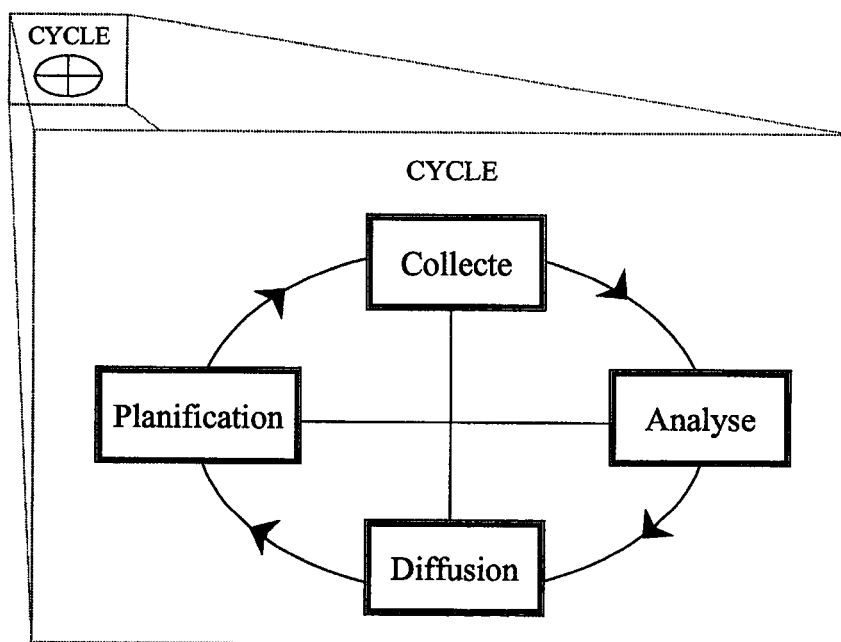 CYCLE
CYCLE
Collecte
Planification
Analyse
Diffusion